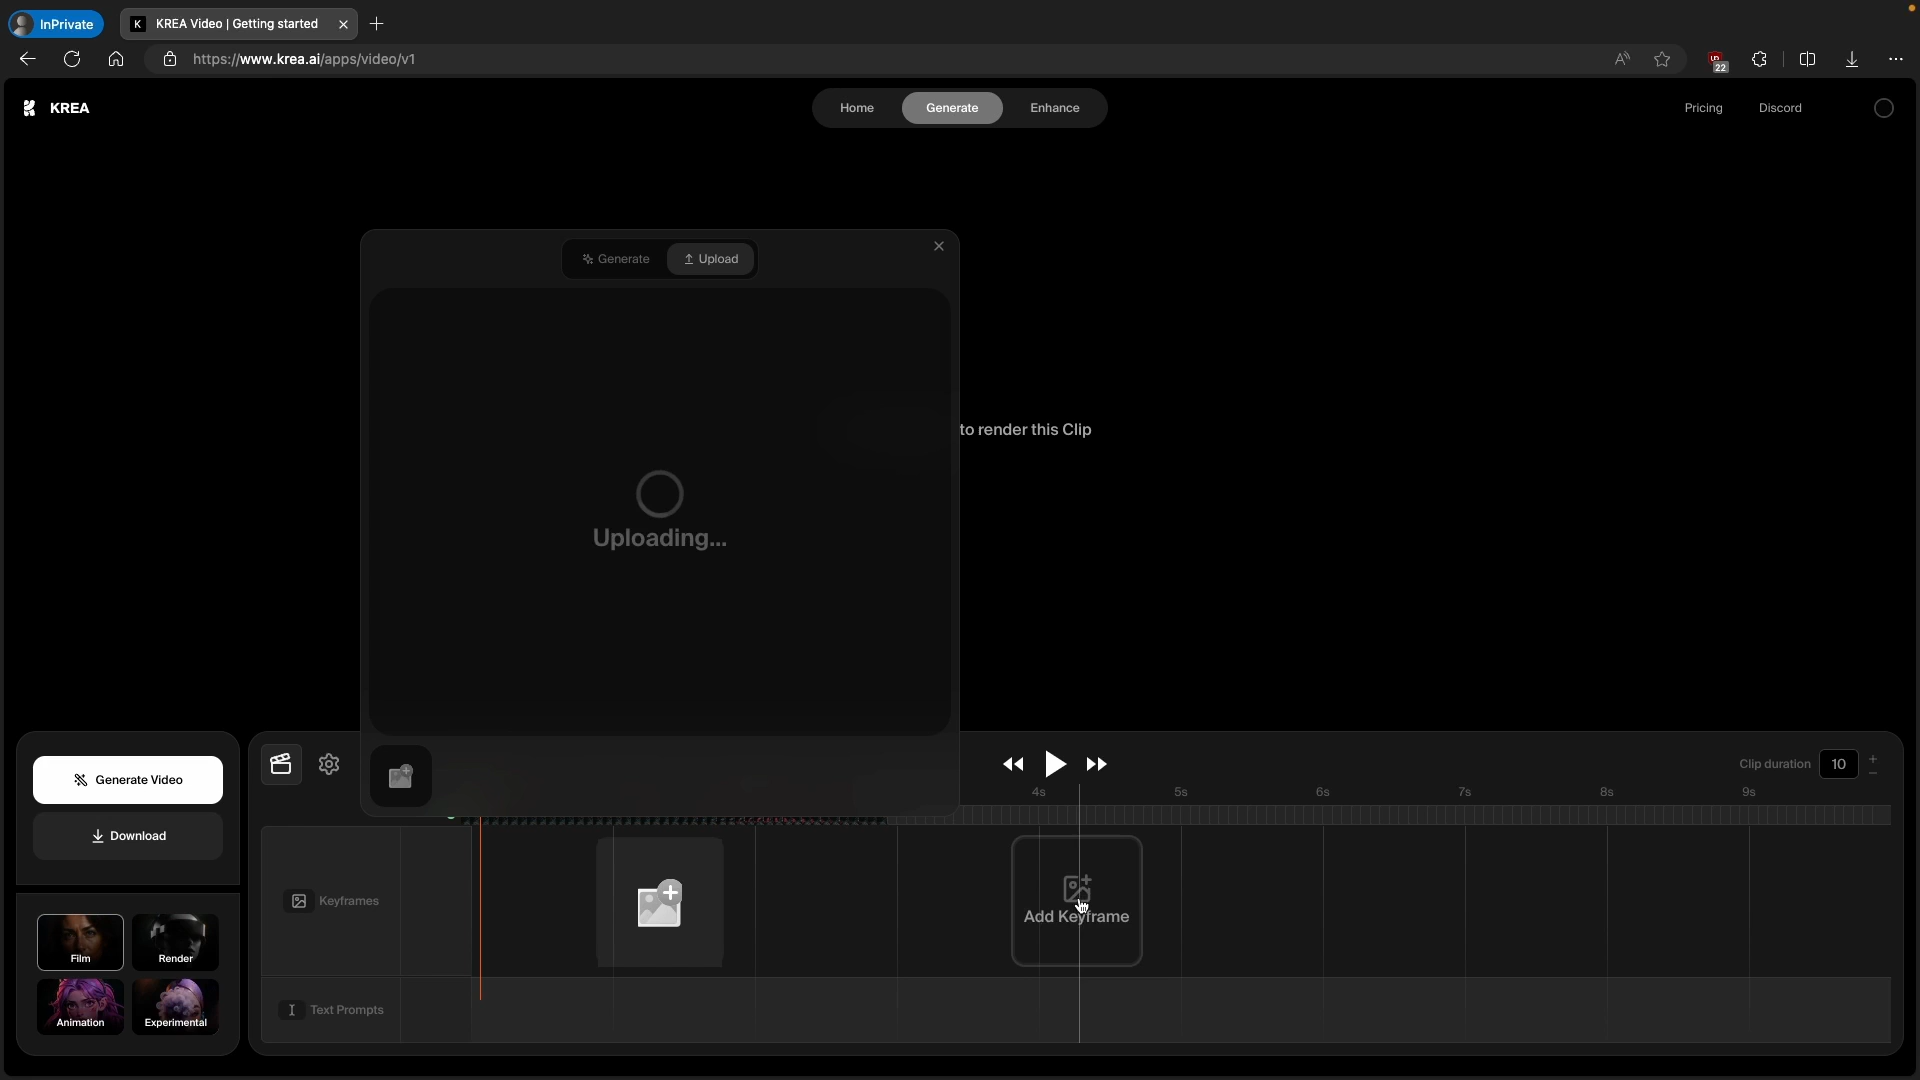 InPrivate
K KREA Video | Getting started
https://www.krea.ai/apps/video/v1
22
KREA
Home
Generate
Enhance
Pricing
Discord
Generate
Upload
to render this Clip
Uploading...
Generate Video
Download
Clip duration 10
4s 5s 6s 7s 8s 9s
Keyframes
Add Keyframe
Film
Render
Animation
Experimental
Text Prompts